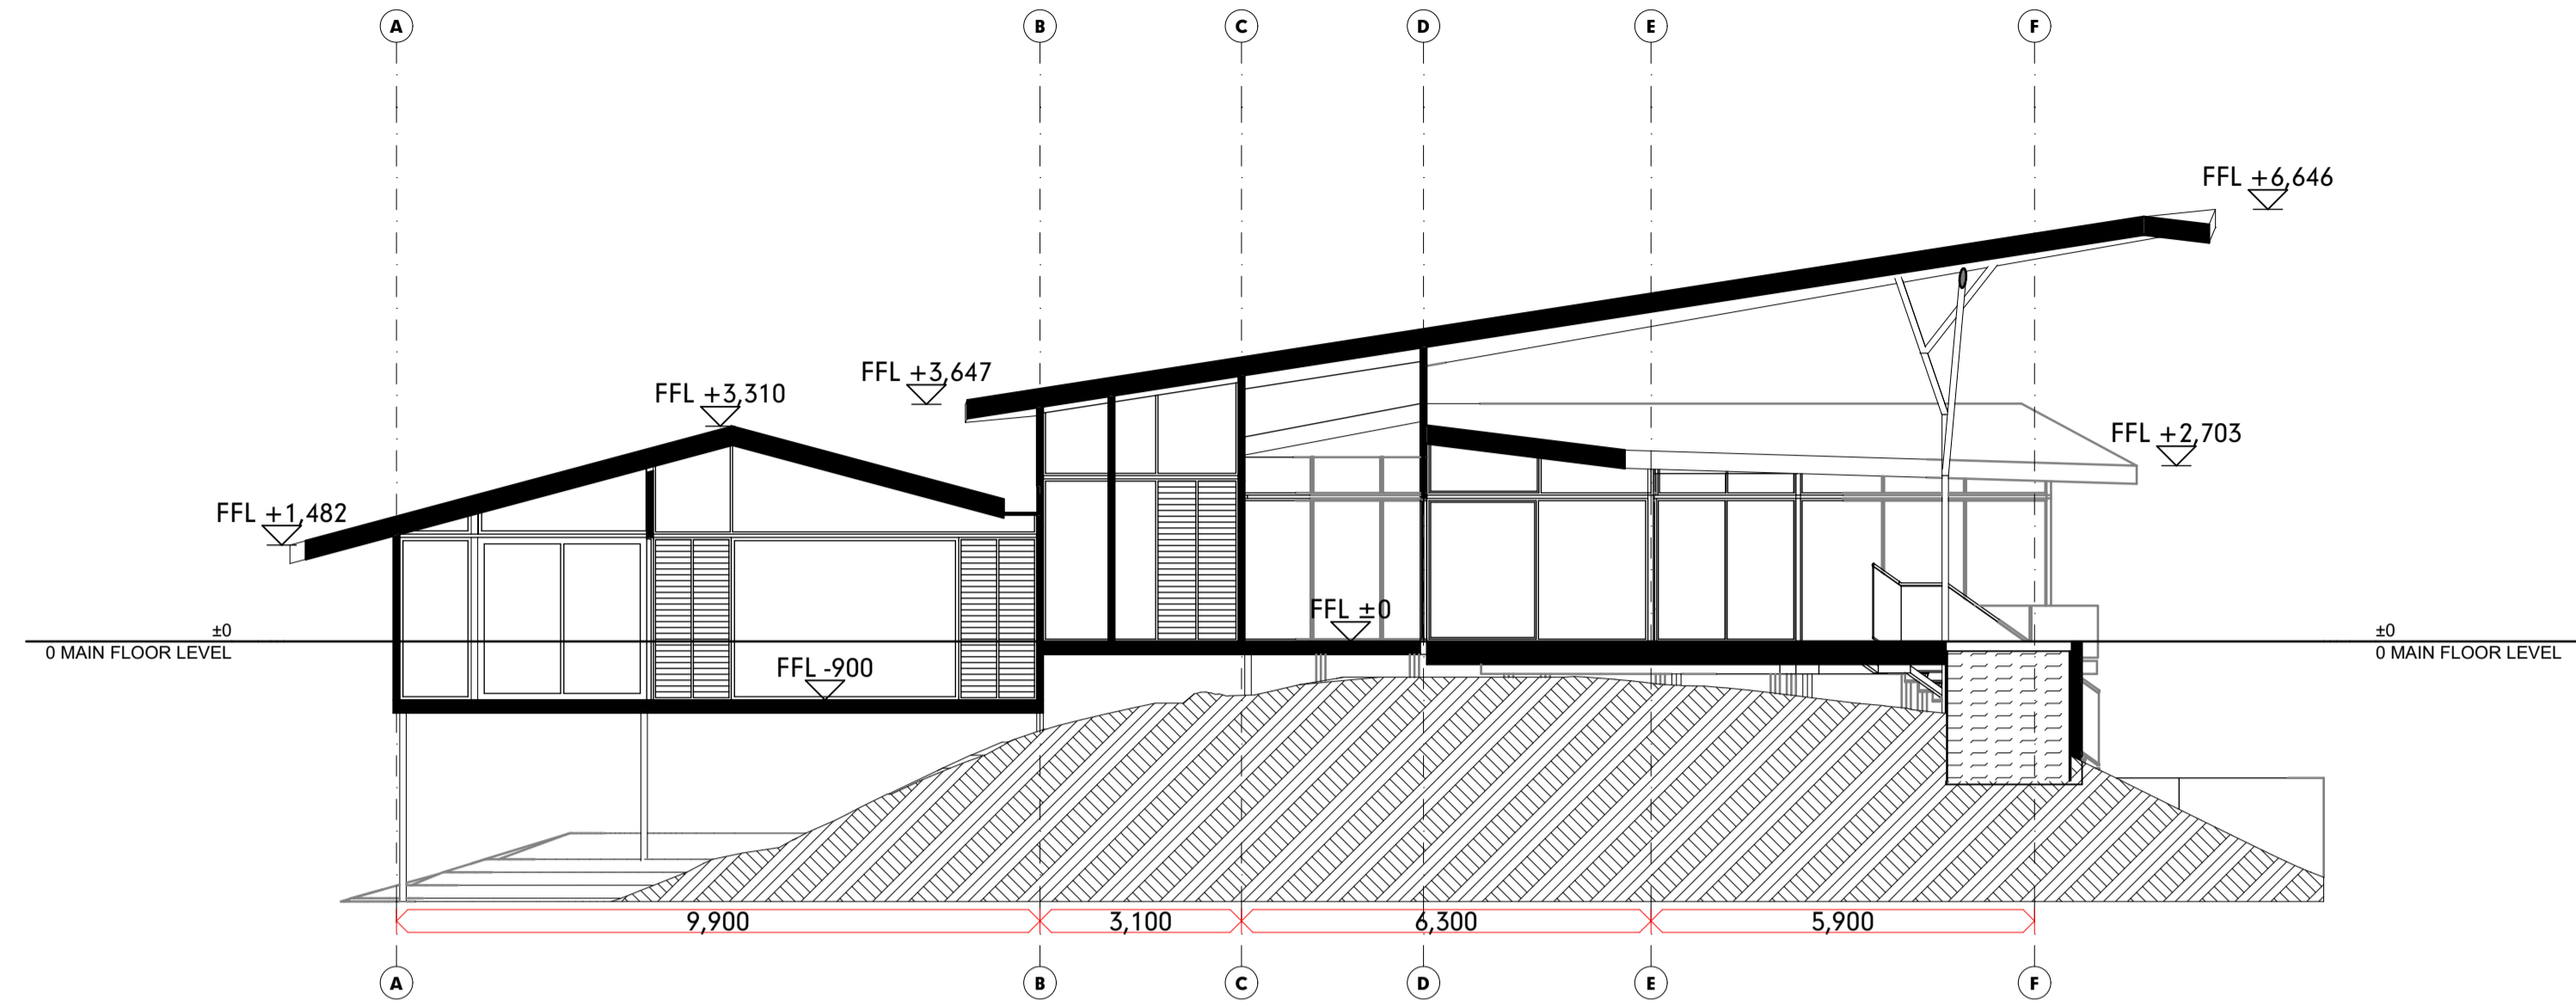 A B C D E F
FFL +6,646
FFL +3,647
FFL +3,310
FFL +2,703
FFL +1,482
FFL ±0
±0
0 MAIN FLOOR LEVEL
±0
0 MAIN FLOOR LEVEL
FFL -900
9,900 3,100 6,300 5,900
A B C D E F